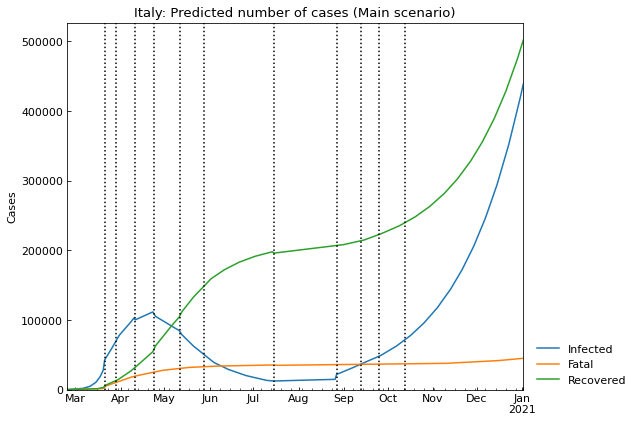 Italy: Predicted number of cases (Main scenario)
500000
400000
300000
200000
100000
0
Cases
Mar Apr May Jun Jul Aug Sep Oct Nov Dec Jan
2021
Infected
Fatal
Recovered